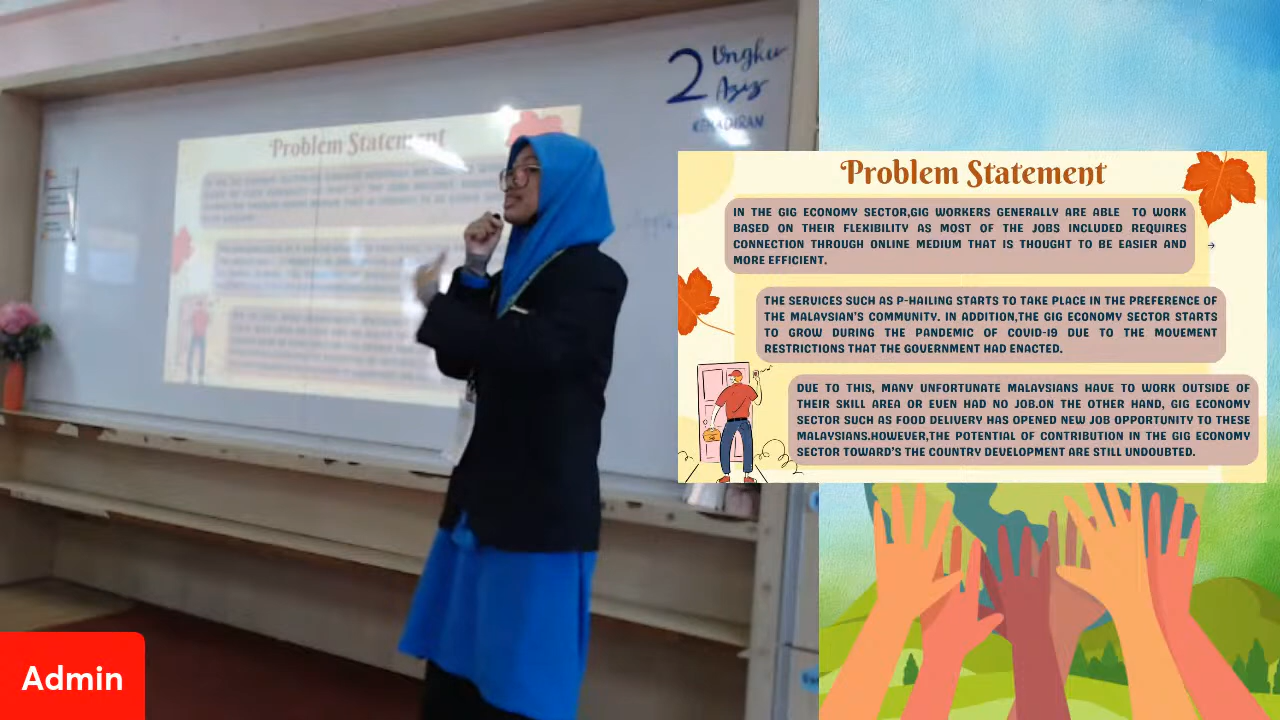 2 Ungku
Aziz
KEHADIRAN
Problem Statement
Problem Statement
IN THE GIG ECONOMY SECTOR,GIG WORKERS GENERALLY ARE ABLE TO WORK
BASED ON THEIR FLEXIBILITY AS MOST OF THE JOBS INCLUDED REQUIRES
CONNECTION THROUGH ONLINE MEDIUM THAT IS THOUGHT TO BE EASIER AND
MORE EFFICIENT.
THE SERVICES SUCH AS P-HAILING STARTS TO TAKE PLACE IN THE PREFERENCE OF
THE MALAYSIAN'S COMMUNITY. IN ADDITION,THE GIG ECONOMY SECTOR STARTS
TO GROW DURING THE PANDEMIC OF COVID-19 DUE TO THE MOVEMENT
RESTRICTIONS THAT THE GOVERNMENT HAD ENACTED.
DUE TO THIS, MANY UNFORTUNATE MALAYSIANS HAVE TO WORK OUTSIDE OF
THEIR SKILL AREA OR EVEN HAD NO JOB.ON THE OTHER HAND, GIG ECONOMY
SECTOR SUCH AS FOOD DELIVERY HAS OPENED NEW JOB OPPORTUNITY TO THESE
MALAYSIANS.HOWEVER,THE POTENTIAL OF CONTRIBUTION IN THE GIG ECONOMY
SECTOR TOWARD'S THE COUNTRY DEVELOPMENT ARE STILL UNDOUBTED.
Admin